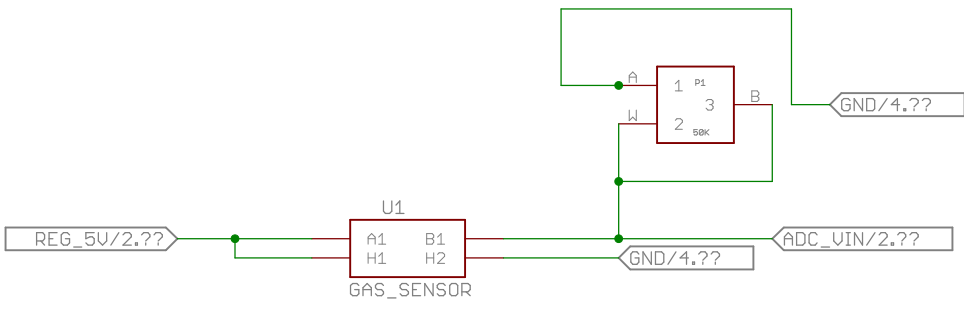 A
1
P1
B
3
GND/4.??
W
2
50K
U1
REG_5V/2.??
A1
B1
ADC_VIN/2.??
H1
H2
GND/4.??
GAS_SENSOR